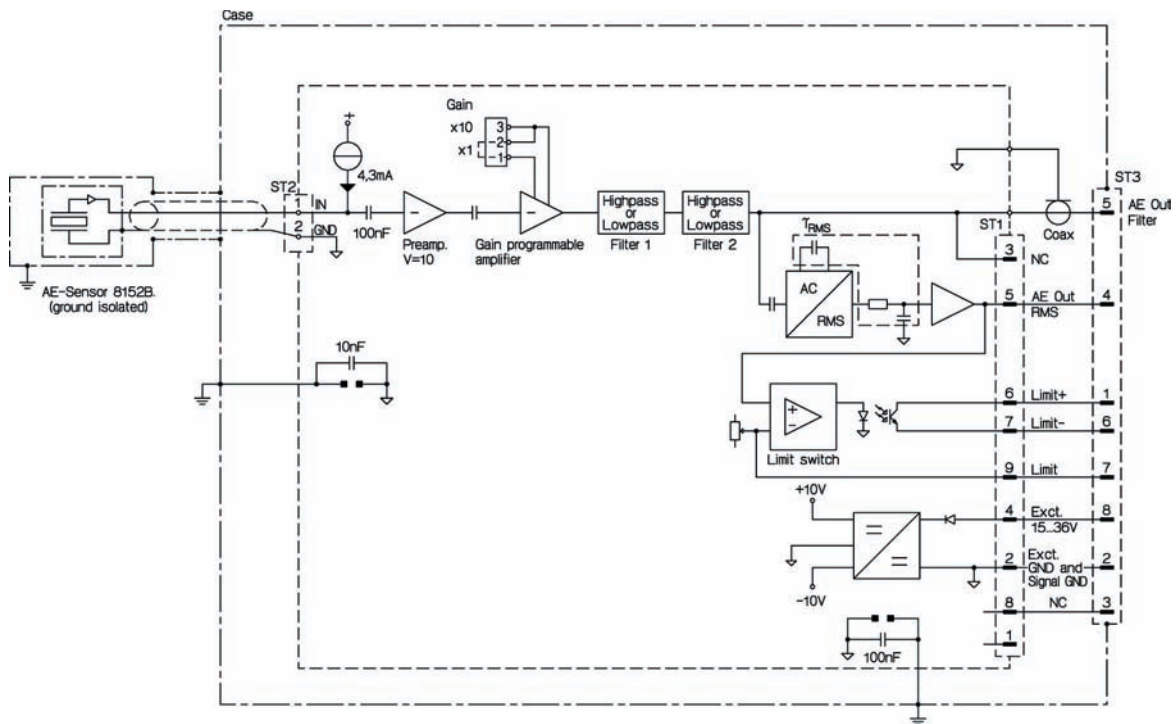 Case
Gain
x10
3
-2
x1
-1
+
4,3mA
ST2
1
IN
2
GND
100nF
Preamp.
V=10
Gain programmable
amplifier
Highpass
or
Lowpass
Filter 1
Highpass
or
Lowpass
Filter 2
τRMS
AC
RMS
ST1
3
NC
Coax
ST3
5
AE Out
Filter
5
AE Out
RMS
4
AE-Sensor 8152B.
(ground isolated)
10nF
+
-
Limit switch
6
Limit+
1
7
Limit-
6
9
Limit
7
+10V
4
Exct.
15...36V
8
2
Exct.
GND and
Signal GND
2
-10V
8
NC
3
1
100nF